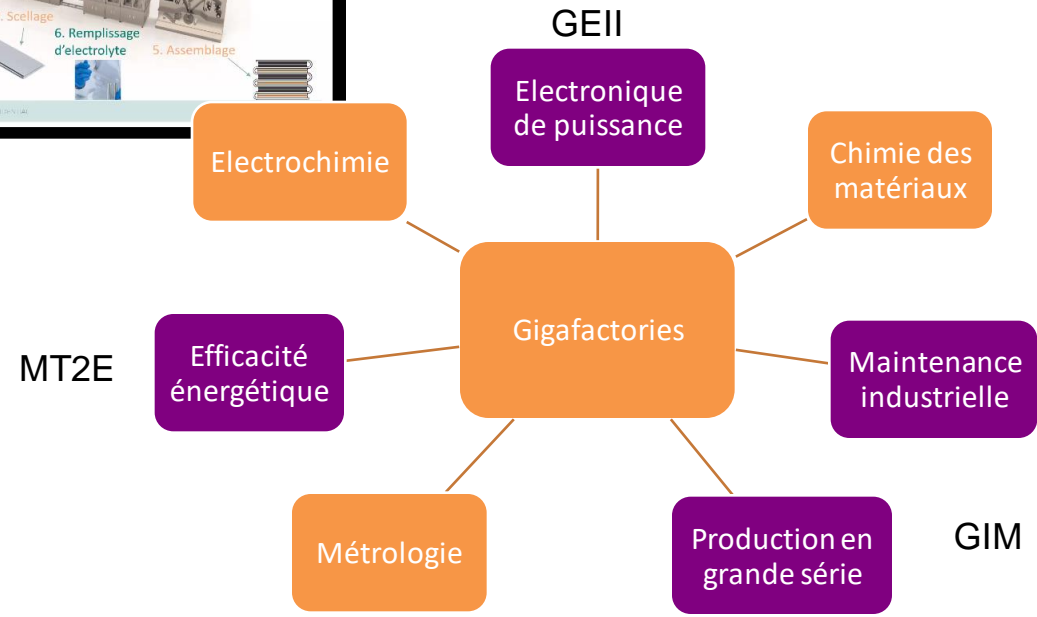 . Scellage
6. Remplissage
d'electrolyte
5. Assemblage
GEII
Electronique
de puissance
Electrochimie
Chimie des
matériaux
Gigafactories
MT2E
Efficacité
énergétique
Maintenance
industrielle
Métrologie
Production en
grande série
GIM